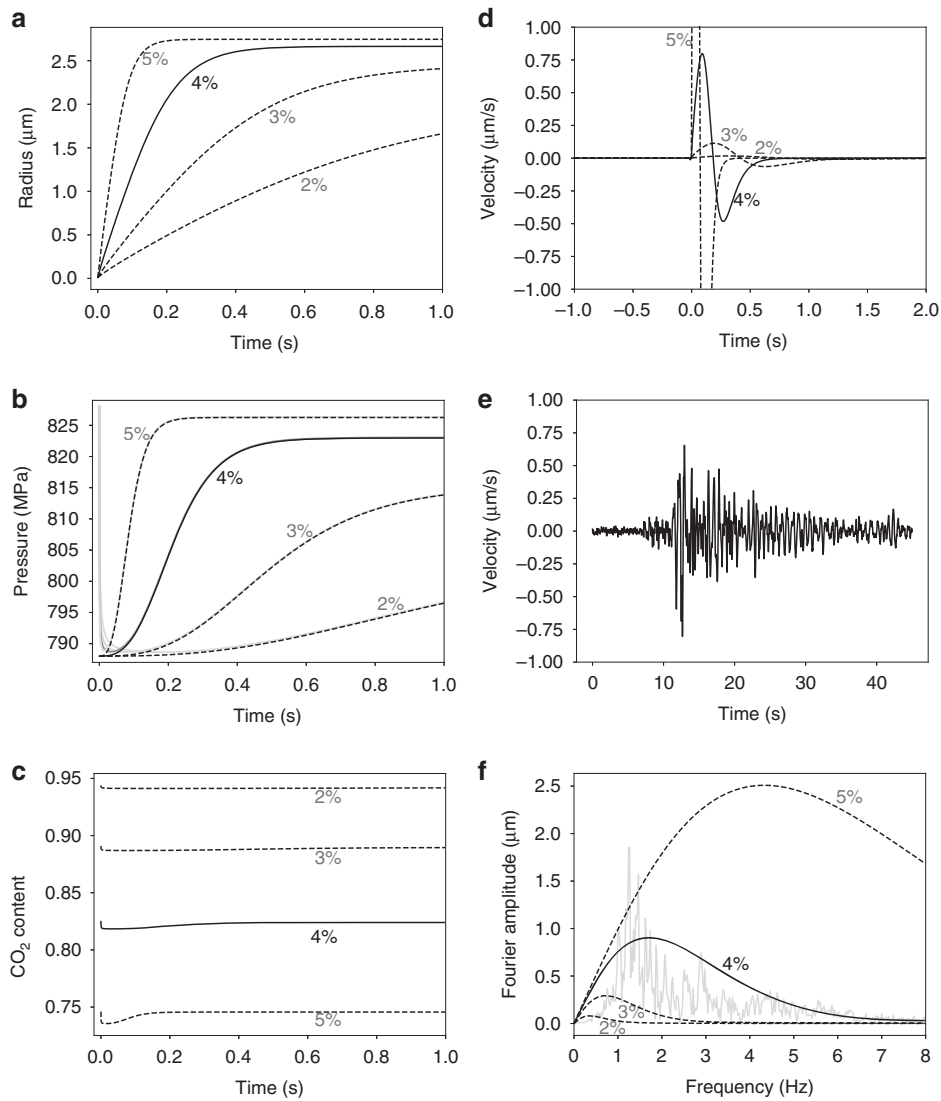 a
Radius (μm)
2.5
2.0
1.5
1.0
0.5
0.0
5%
4%
3%
2%
0.0 0.2 0.4 0.6 0.8 1.0
Time (s)
b
Pressure (MPa)
825
820
815
810
805
800
795
790
5%
4%
3%
2%
0.0 0.2 0.4 0.6 0.8 1.0
Time (s)
c
CO2 content
0.95
0.90
0.85
0.80
0.75
2%
3%
4%
5%
0.0 0.2 0.4 0.6 0.8 1.0
Time (s)
d
Velocity (μm/s)
1.00
0.75
0.50
0.25
0.00
−0.25
−0.50
−0.75
−1.00
5%
3%
2%
4%
−1.0 −0.5 0.0 0.5 1.0 1.5 2.0
Time (s)
e
Velocity (μm/s)
1.00
0.75
0.50
0.25
0.00
−0.25
−0.50
−0.75
−1.00
0 10 20 30 40
Time (s)
f
Fourier amplitude (μm)
2.5
2.0
1.5
1.0
0.5
0.0
5%
4%
3%
2%
0 1 2 3 4 5 6 7 8
Frequency (Hz)